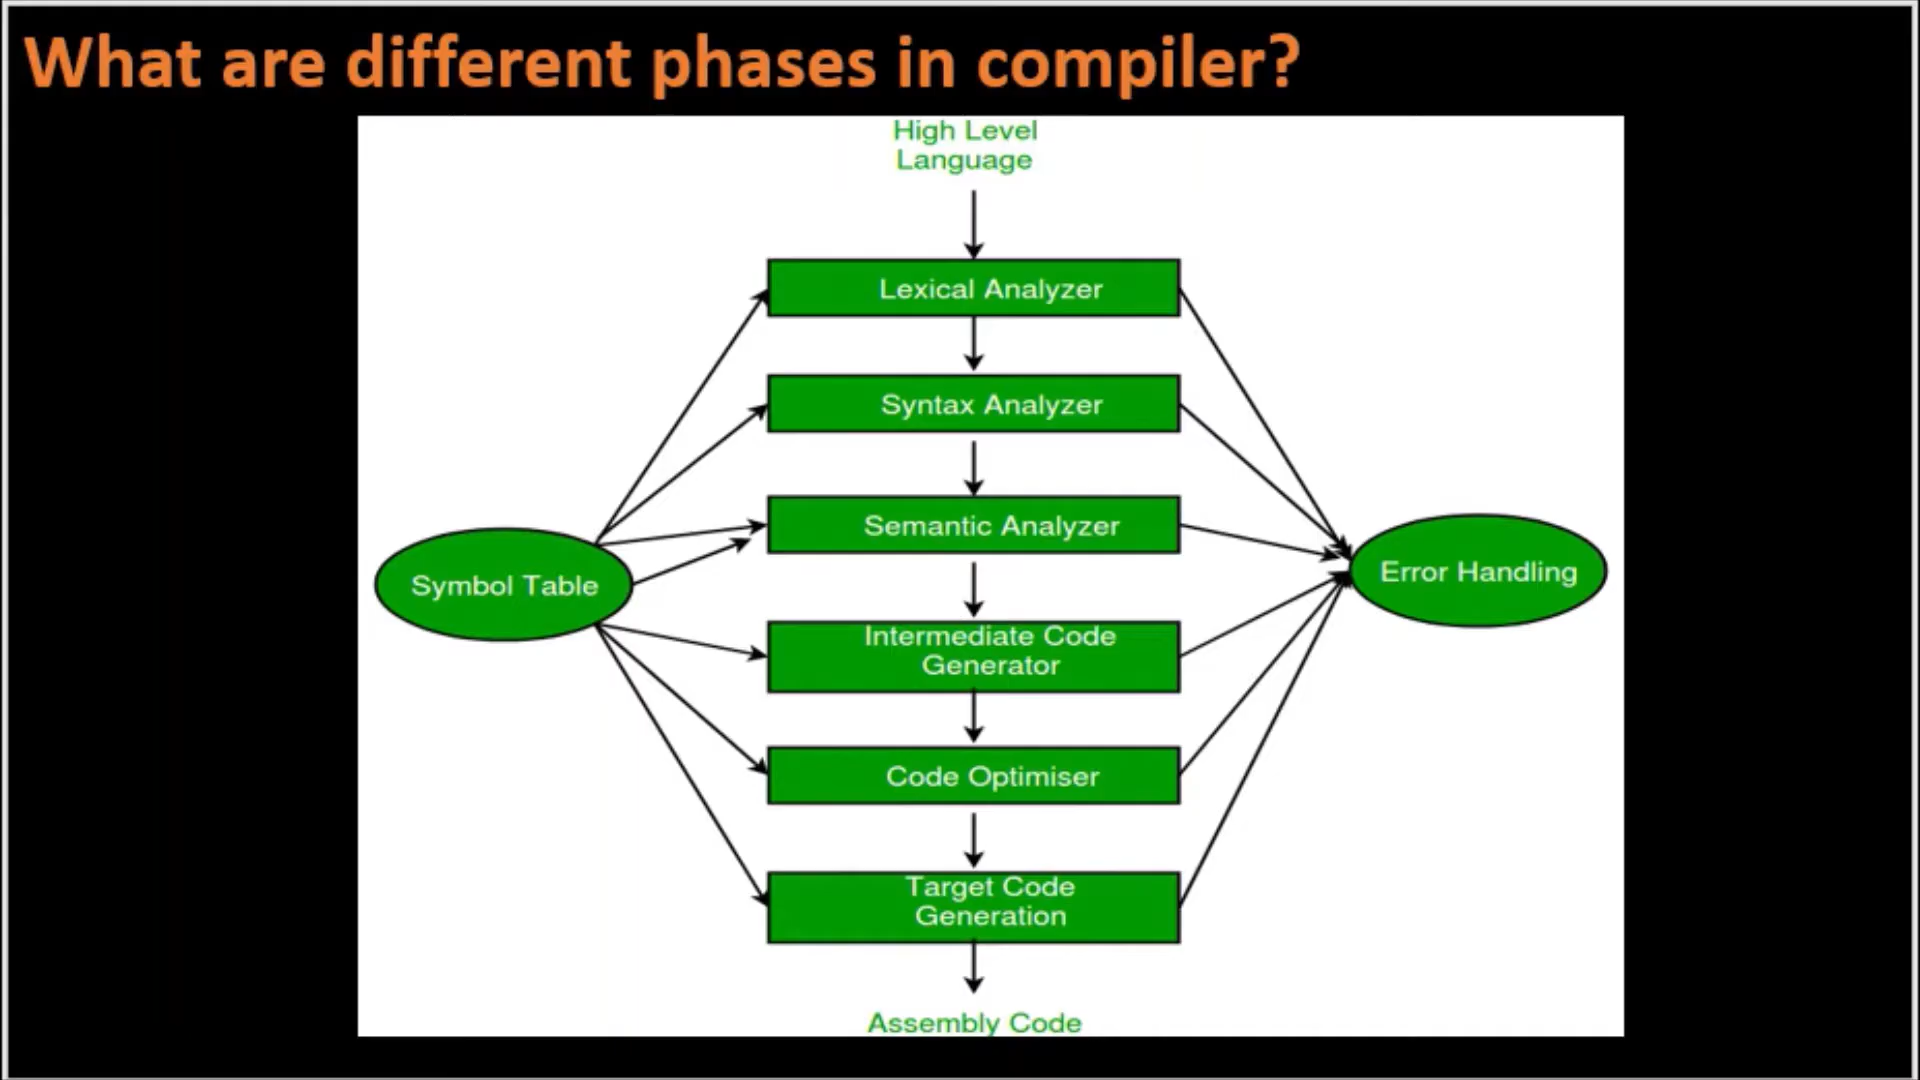 What are different phases in compiler?
High Level
Language
Lexical Analyzer
Syntax Analyzer
Semantic Analyzer
Symbol Table
Error Handling
Intermediate Code
Generator
Code Optimiser
Target Code
Generation
Assembly Code